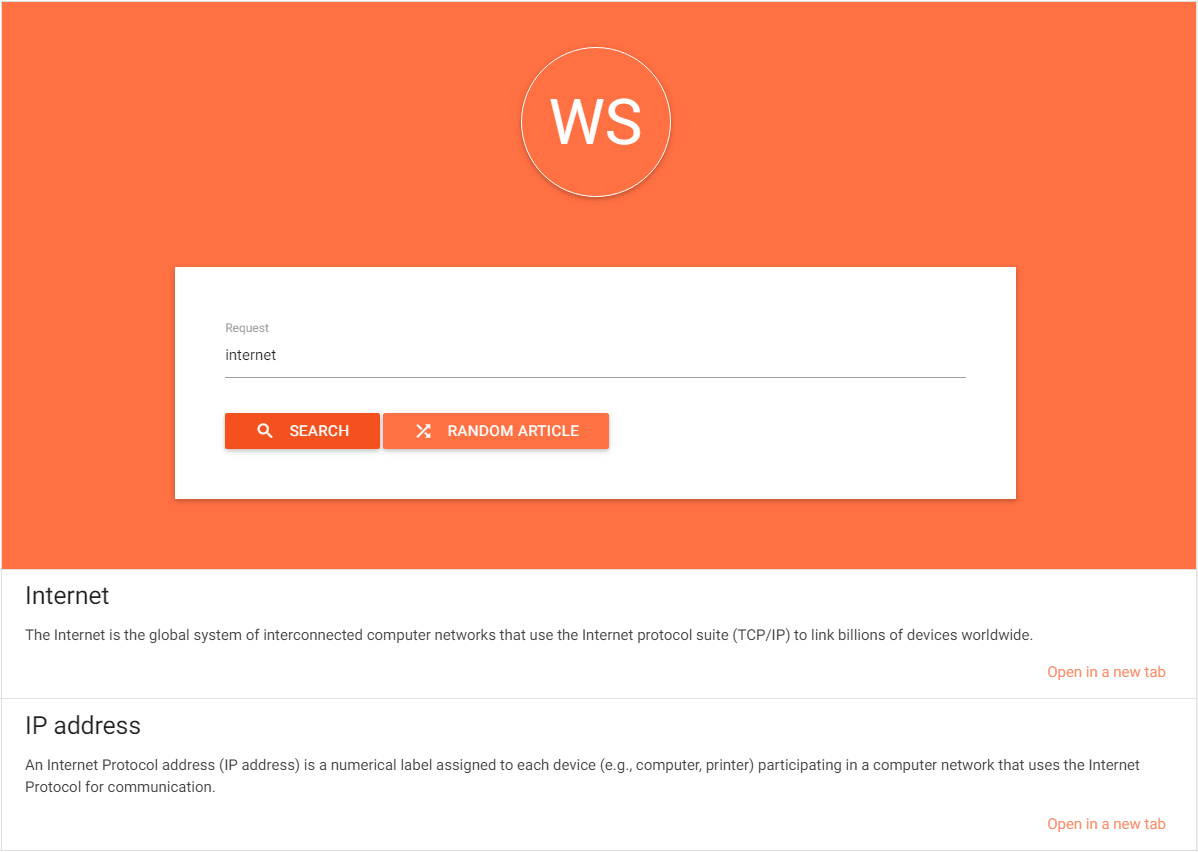 WS
Request
internet
SEARCH
RANDOM ARTICLE
Internet
The Internet is the global system of interconnected computer networks that use the Internet protocol suite (TCP/IP) to link billions of devices worldwide.
Open in a new tab
IP address
An Internet Protocol address (IP address) is a numerical label assigned to each device (e.g., computer, printer) participating in a computer network that uses the Internet
Protocol for communication.
Open in a new tab